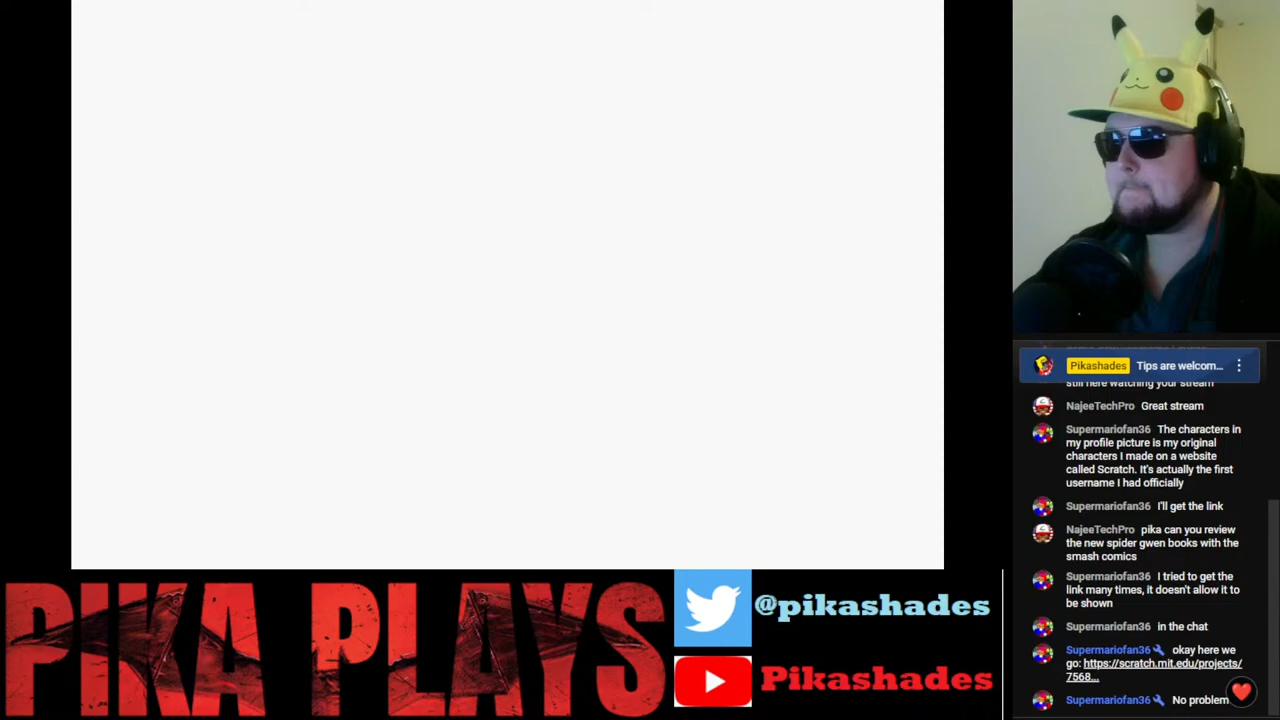 Pikashades Tips are welcom...
still here watching your stream
NajeeTechPro Great stream
Supermariofan36 The characters in
my profile picture is my original
characters I made on a website
called Scratch. It's actually the first
username I had officially
Supermariofan36 I'll get the link
NajeeTechPro pika can you review
the new spider gwen books with the
smash comics
Supermariofan36 I tried to get the
link many times, it doesn't allow it to
be shown
Supermariofan36 in the chat
Supermariofan36 okay here we
go: https://scratch.mit.edu/projects/
7568...
Supermariofan36 No problem
PIKA PLAYS
@pikashades
Pikashades